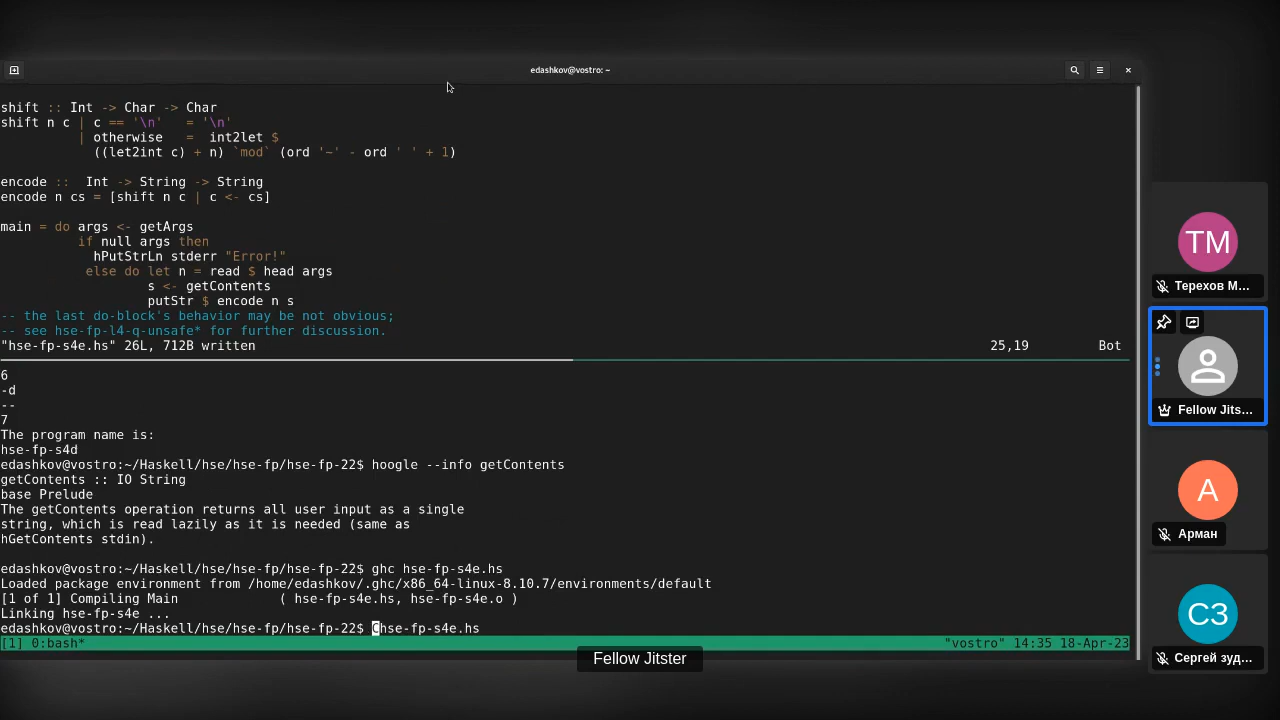 edashkov@vostro: ~
shift :: Int -> Char -> Char
shift n c | c == '\n'   = '\n'
          | otherwise   =  int2let $
            ((let2int c) + n) `mod` (ord '~' - ord ' ' + 1)
encode ::  Int -> String -> String
encode n cs = [shift n c | c <- cs]
main = do args <- getArgs
          if null args then
            hPutStrLn stderr "Error!"
           else do let n = read $ head args
                   s <- getContents
                   putStr $ encode n s
-- the last do-block's behavior may be not obvious;
-- see hse-fp-l4-q-unsafe* for further discussion.
"hse-fp-s4e.hs" 26L, 712B written 25,19 Bot
6
-d
--
7
The program name is:
hse-fp-s4d
edashkov@vostro:~/Haskell/hse/hse-fp/hse-fp-22$ hoogle --info getContents
getContents :: IO String
base Prelude
The getContents operation returns all user input as a single
string, which is read lazily as it is needed (same as
hGetContents stdin).
edashkov@vostro:~/Haskell/hse/hse-fp/hse-fp-22$ ghc hse-fp-s4e.hs
Loaded package environment from /home/edashkov/.ghc/x86_64-linux-8.10.7/environments/default
[1 of 1] Compiling Main             ( hse-fp-s4e.hs, hse-fp-s4e.o )
Linking hse-fp-s4e ...
edashkov@vostro:~/Haskell/hse/hse-fp/hse-fp-22$ Chse-fp-s4e.hs
[1] 0:bash* "vostro" 14:35 18-Apr-23
Fellow Jitster
TM
Терехов М...
Fellow Jits...
A
Арман
СЗ
Сергей зуд...